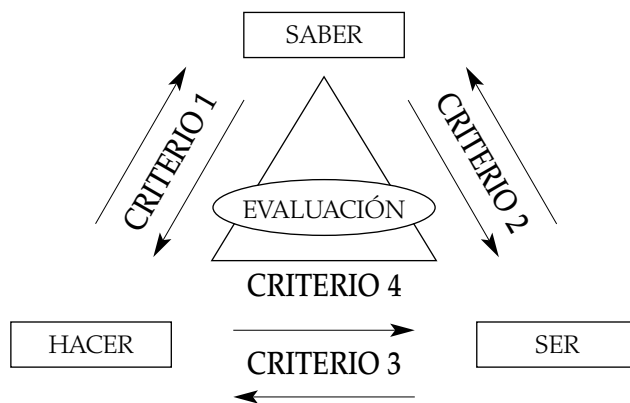 SABER
CRITERIO 1
CRITERIO 2
EVALUACIÓN
CRITERIO 4
HACER
SER
CRITERIO 3